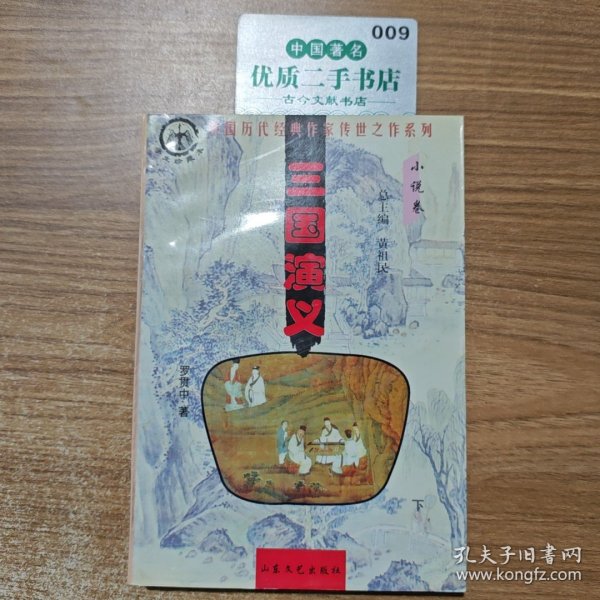 009
中国著名
优质二手书店
古今文献书店
国历代经典作家传世之作系列
小说卷
总主编 黄祖民
三国演义
罗贯中 著
下
山东文艺出版社
孔夫子旧书网
www.kongfz.com